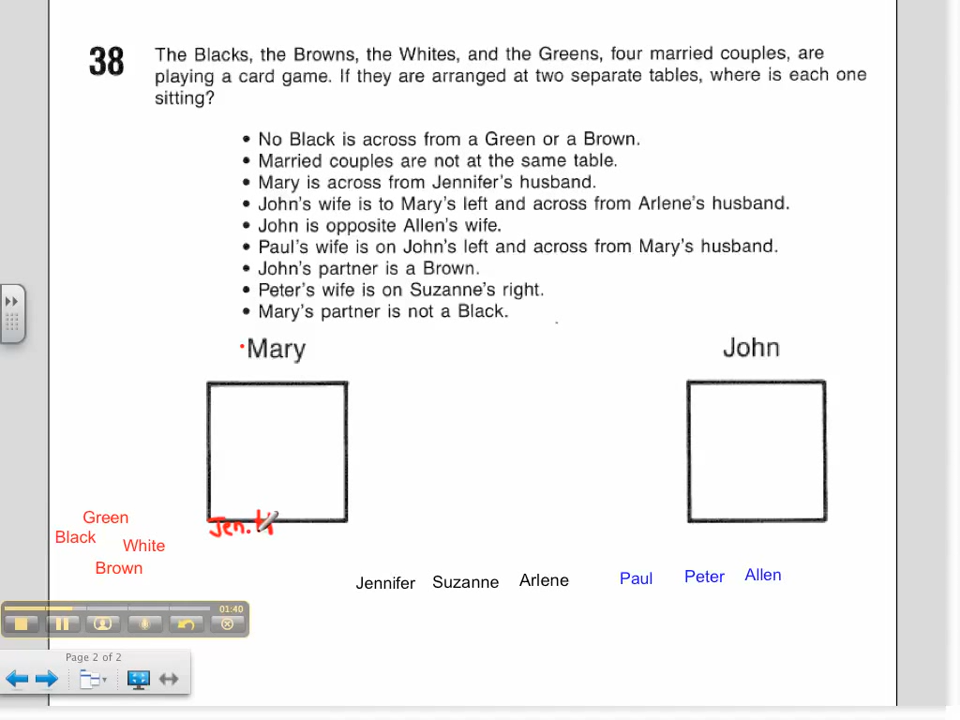 38
The Blacks, the Browns, the Whites, and the Greens, four married couples, are
playing a card game. If they are arranged at two separate tables, where is each one
sitting?
• No Black is across from a Green or a Brown.
• Married couples are not at the same table.
• Mary is across from Jennifer's husband.
• John's wife is to Mary's left and across from Arlene's husband.
• John is opposite Allen's wife.
• Paul's wife is on John's left and across from Mary's husband.
• John's partner is a Brown.
• Peter's wife is on Suzanne's right.
• Mary's partner is not a Black.
Mary
John
Jen. H
Green
Black
White
Brown
Jennifer Suzanne Arlene Paul Peter Allen
01:40
Page 2 of 2